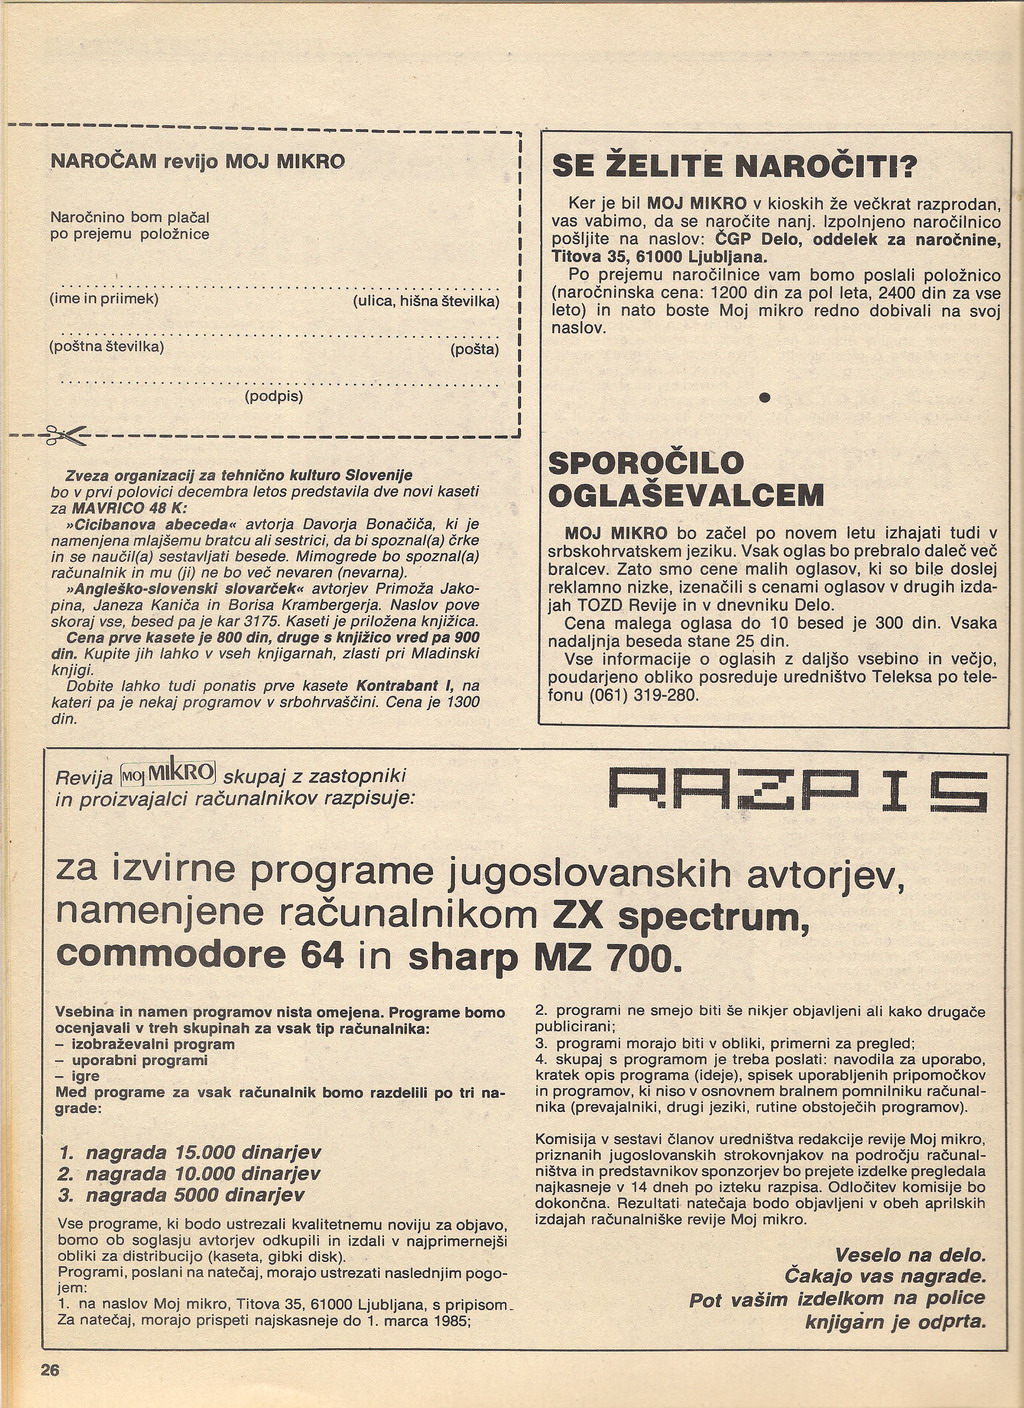 NAROČAM revijo MOJ MIKRO
Naročnino bom plačal
po prejemu položnice
(ime in priimek) (ulica, hišna številka)
(poštna številka) (pošta)
(podpis)
Zveza organizacij za tehnično kulturo Slovenije
bo v prvi polovici decembra letos predstavila dve novi kaseti
za MAVRICO 48 K:
»Cicibanova abeceda« avtorja Davorja Bonačiča, ki je
namenjena mlajšemu bratcu ali sestrici, da bi spoznal(a) črke
in se naučil(a) sestavljati besede. Mimogrede bo spoznal(a)
računalnik in mu (ji) ne bo več nevaren (nevarna).
»Angleško-slovenski slovarček« avtorjev Primoža Jako-
pina, Janeza Kaniča in Borisa Krambergerja. Naslov pove
skoraj vse, besed pa je kar 3175. Kaseti je priložena knjižica.
Cena prve kasete je 800 din, druge s knjižico vred pa 900
din. Kupite jih lahko v vseh knjigarnah, zlasti pri Mladinski
knjigi.
Dobite lahko tudi ponatis prve kasete Kontrabant I, na
kateri pa je nekaj programov v srbohrvaščini. Cena je 1300
din.
SE ŽELITE NAROČITI?
Ker je bil MOJ MIKRO v kioskih že večkrat razprodan,
vas vabimo, da se naročite nanj. Izpolnjeno naročilnico
pošljite na naslov: ČGP Delo, oddelek za naročnine,
Titova 35, 61000 Ljubljana.
Po prejemu naročilnice vam bomo poslali položnico
(naročninska cena: 1200 din za pol leta, 2400 din za vse
leto) in nato boste Moj mikro redno dobivali na svoj
naslov.
SPOROČILO
OGLAŠEVALCEM
MOJ MIKRO bo začel po novem letu izhajati tudi v
srbskohrvatskem jeziku. Vsak oglas bo prebralo daleč več
bralcev. Zato smo cene malih oglasov, ki so bile doslej
reklamno nizke, izenačili s cenami oglasov v drugih izda-
jah TOZD Revije in v dnevniku Delo.
Cena malega oglasa do 10 besed je 300 din. Vsaka
nadaljnja beseda stane 25 din.
Vse informacije o oglasih z daljšo vsebino in večjo,
poudarjeno obliko posreduje uredništvo Teleksa po tele-
fonu (061) 319-280.
Revija MOJ MIKRO skupaj z zastopniki
in proizvajalci računalnikov razpisuje:
RAZPIS
za izvirne programe jugoslovanskih avtorjev,
namenjene računalnikom ZX spectrum,
commodore 64 in sharp MZ 700.
Vsebina in namen programov nista omejena. Programe bomo
ocenjavali v treh skupinah za vsak tip računalnika:
– izobraževalni program
– uporabni programi
– igre
Med programe za vsak računalnik bomo razdelili po tri na-
grade:
1. nagrada 15.000 dinarjev
2. nagrada 10.000 dinarjev
3. nagrada 5000 dinarjev
Vse programe, ki bodo ustrezali kvalitetnemu noviju za objavo,
bomo ob soglasju avtorjev odkupili in izdali v najprimernejši
obliki za distribucijo (kaseta, gibki disk).
Programi, poslani na natečaj, morajo ustrezati naslednjim pogo-
jem:
1. na naslov Moj mikro, Titova 35, 61000 Ljubljana, s pripisom
Za natečaj, morajo prispeti najskasneje do 1. marca 1985;
2. programi ne smejo biti še nikjer objavljeni ali kako drugače
publicirani;
3. programi morajo biti v obliki, primerni za pregled;
4. skupaj s programom je treba poslati: navodila za uporabo,
kratek opis programa (ideje), spisek uporabljenih pripomočkov
in programov, ki niso v osnovnem bralnem pomnilniku računal-
nika (prevajalniki, drugi jeziki, rutine obstoječih programov).
Komisija v sestavi članov uredništva redakcije revije Moj mikro,
priznanih jugoslovanskih strokovnjakov na področju računal-
ništva in predstavnikov sponzorjev bo prejete izdelke pregledala
najkasneje v 14 dneh po izteku razpisa. Odločitev komisije bo
dokončna. Rezultati natečaja bodo objavljeni v obeh aprilskih
izdajah računalniške revije Moj mikro.
Veselo na delo.
Čakajo vas nagrade.
Pot vašim izdelkom na police
knjigarn je odprta.
26